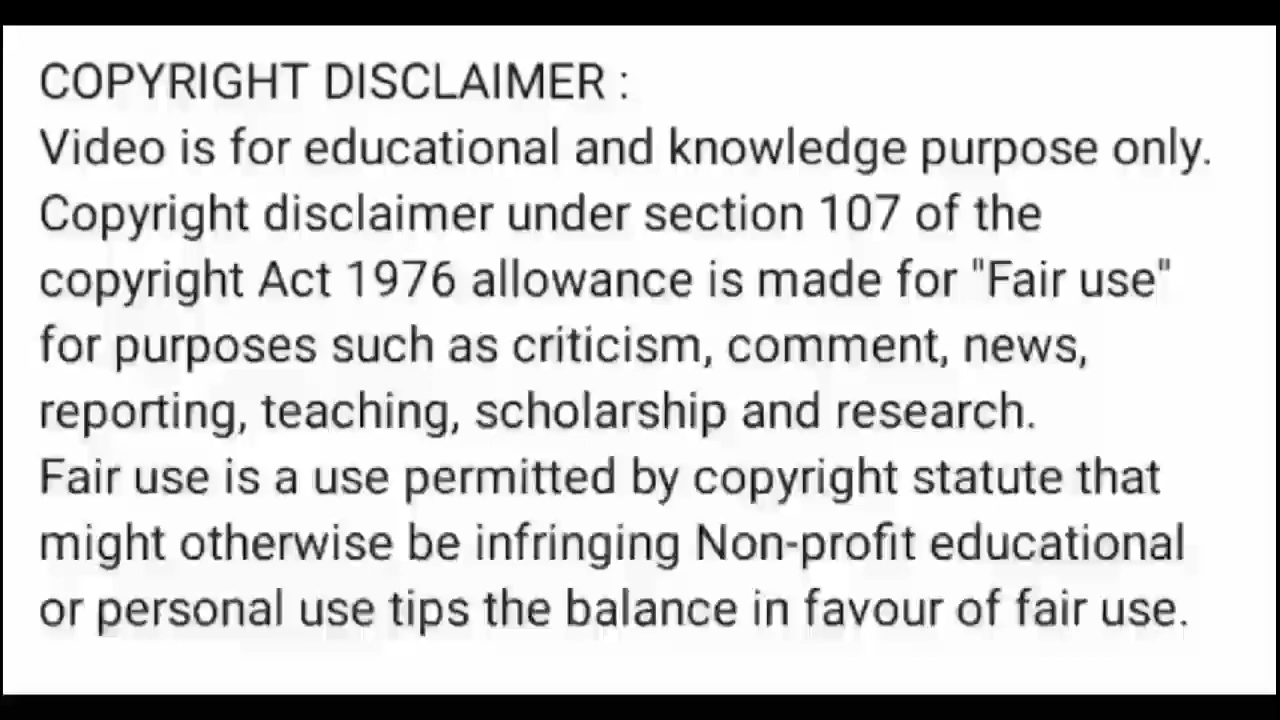 COPYRIGHT DISCLAIMER :
Video is for educational and knowledge purpose only.
Copyright disclaimer under section 107 of the
copyright Act 1976 allowance is made for "Fair use"
for purposes such as criticism, comment, news,
reporting, teaching, scholarship and research.
Fair use is a use permitted by copyright statute that
might otherwise be infringing Non-profit educational
or personal use tips the balance in favour of fair use.